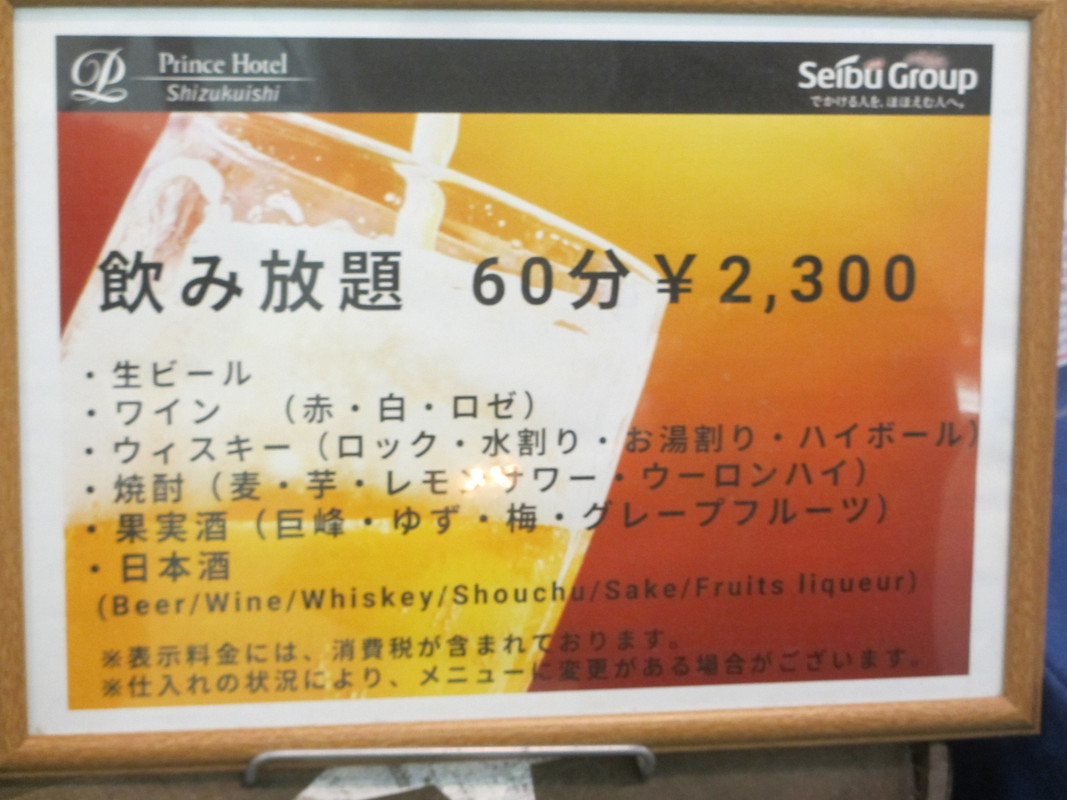 Prince Hotel
Shizukuishi
Seibu Group
でかける人を、ほほえむ人へ。
飲み放題 60分￥2,300
・生ビール
・ワイン （赤・白・ロゼ）
・ウィスキー（ロック・水割り・お湯割り・ハイボール）
・焼酎（麦・芋・レモンサワー・ウーロンハイ）
・果実酒（巨峰・ゆず・梅・グレープフルーツ）
・日本酒
(Beer/Wine/Whiskey/Shouchu/Sake/Fruits liqueur)
※表示料金には、消費税が含まれております。
※仕入れの状況により、メニューに変更がある場合がございます。